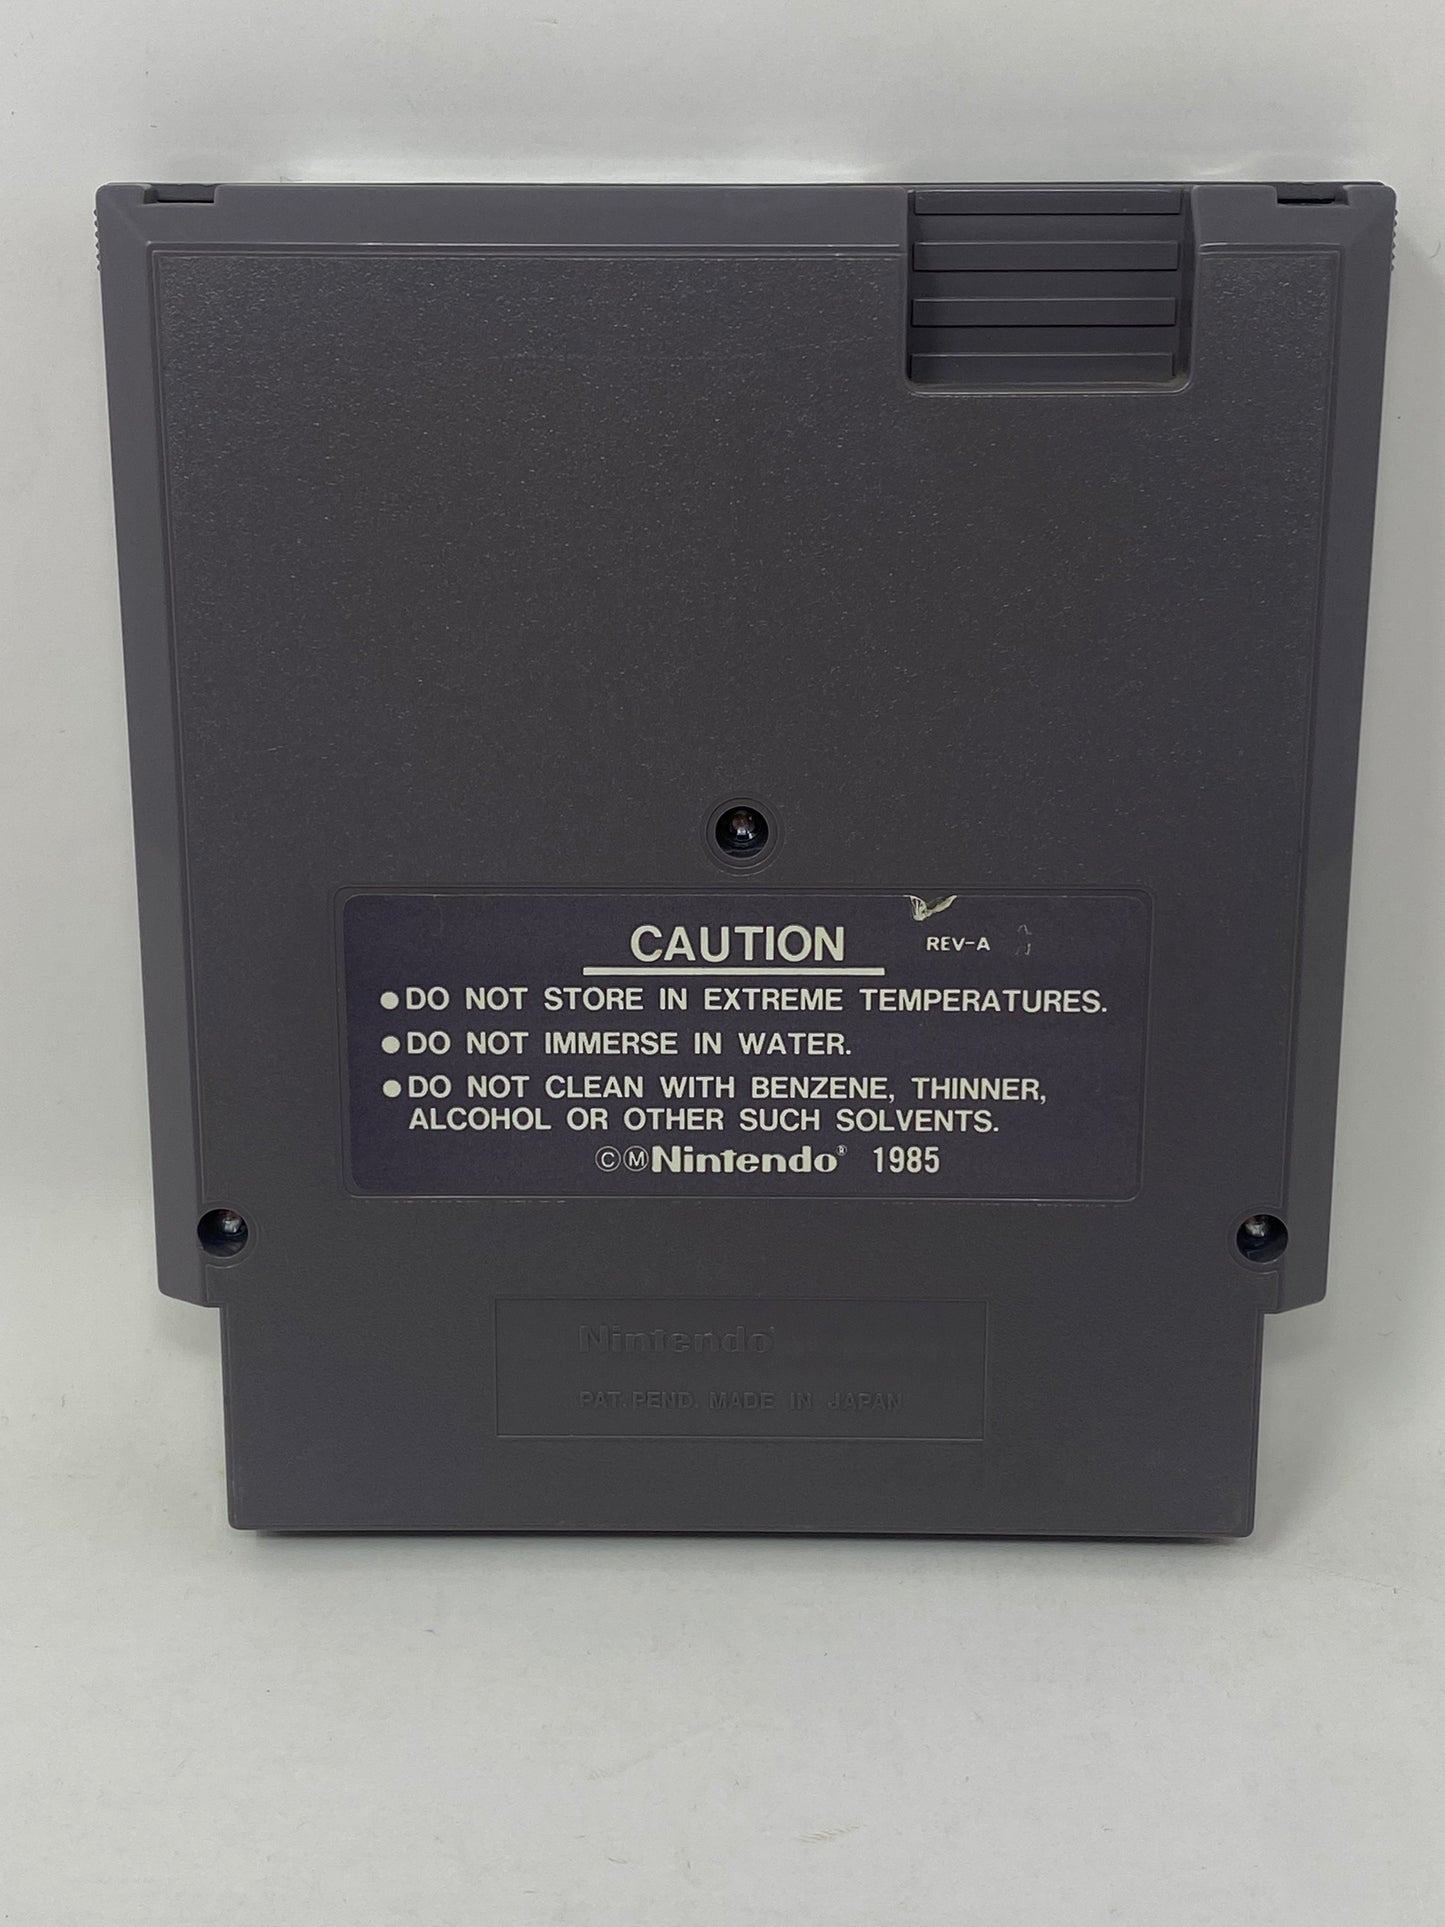 CAUTION REV-A
●DO NOT STORE IN EXTREME TEMPERATURES.
●DO NOT IMMERSE IN WATER.
●DO NOT CLEAN WITH BENZENE, THINNER,
ALCOHOL OR OTHER SUCH SOLVENTS.
ⒸⓂNintendo® 1985
Nintendo
PAT. PEND. MADE IN JAPAN